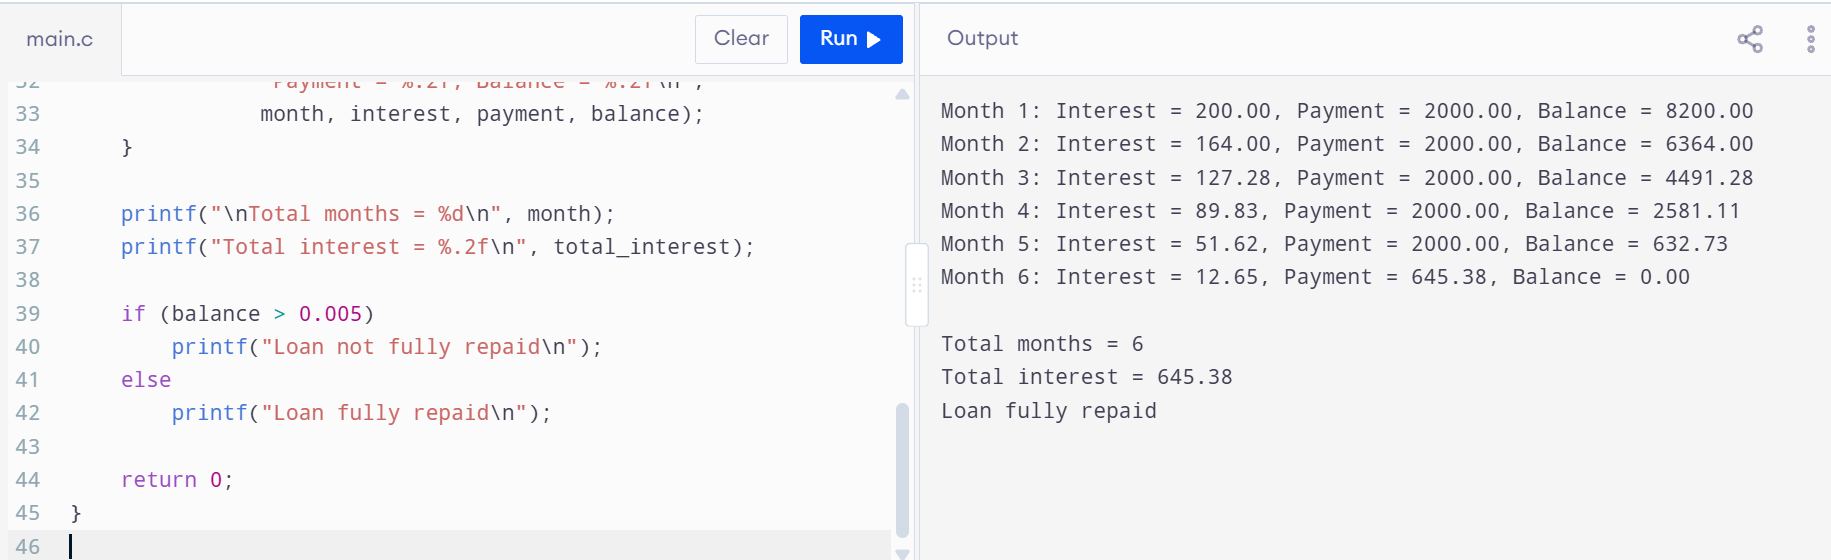 main.c
Clear
Run
32 "Payment = %.2f, Balance = %.2f\n",
33 month, interest, payment, balance);
34 }
35
36 printf("\nTotal months = %d\n", month);
37 printf("Total interest = %.2f\n", total_interest);
38
39 if (balance > 0.005)
40 printf("Loan not fully repaid\n");
41 else
42 printf("Loan fully repaid\n");
43
44 return 0;
45 }
46
Output
Month 1: Interest = 200.00, Payment = 2000.00, Balance = 8200.00
Month 2: Interest = 164.00, Payment = 2000.00, Balance = 6364.00
Month 3: Interest = 127.28, Payment = 2000.00, Balance = 4491.28
Month 4: Interest = 89.83, Payment = 2000.00, Balance = 2581.11
Month 5: Interest = 51.62, Payment = 2000.00, Balance = 632.73
Month 6: Interest = 12.65, Payment = 645.38, Balance = 0.00
Total months = 6
Total interest = 645.38
Loan fully repaid